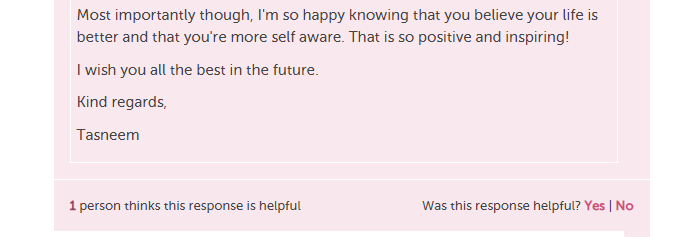 Most importantly though, I'm so happy knowing that you believe your life is
better and that you're more self aware. That is so positive and inspiring!
I wish you all the best in the future.
Kind regards,
Tasneem
1 person thinks this response is helpful
Was this response helpful? Yes | No